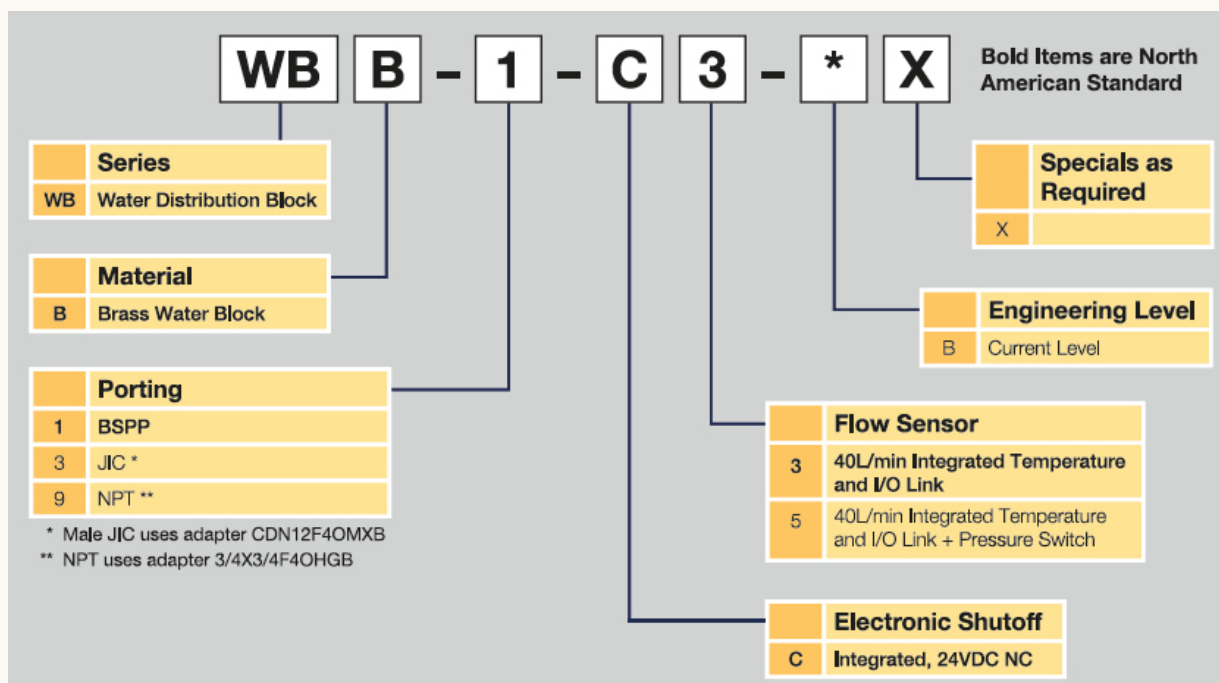 WB B - 1 - C 3 - * X
Bold Items are North
American Standard
Series
WB Water Distribution Block
Material
B Brass Water Block
Porting
1 BSPP
3 JIC *
9 NPT **
* Male JIC uses adapter CDN12F4OMXB
** NPT uses adapter 3/4X3/4F4OHGB
Specials as
Required
X
Engineering Level
B Current Level
Flow Sensor
3 40L/min Integrated Temperature
and I/O Link
5 40L/min Integrated Temperature
and I/O Link + Pressure Switch
Electronic Shutoff
C Integrated, 24VDC NC